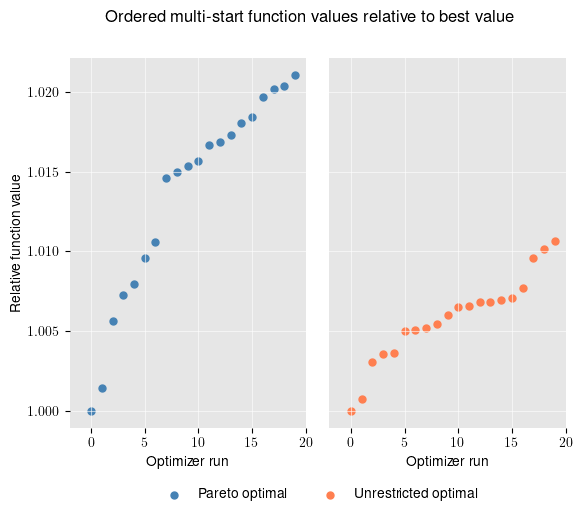 Ordered multi-start function values relative to best value
Relative function value
1.020
1.015
1.010
1.005
1.000
0 5 10 15 20
0 5 10 15 20
Optimizer run
Optimizer run
Pareto optimal
Unrestricted optimal